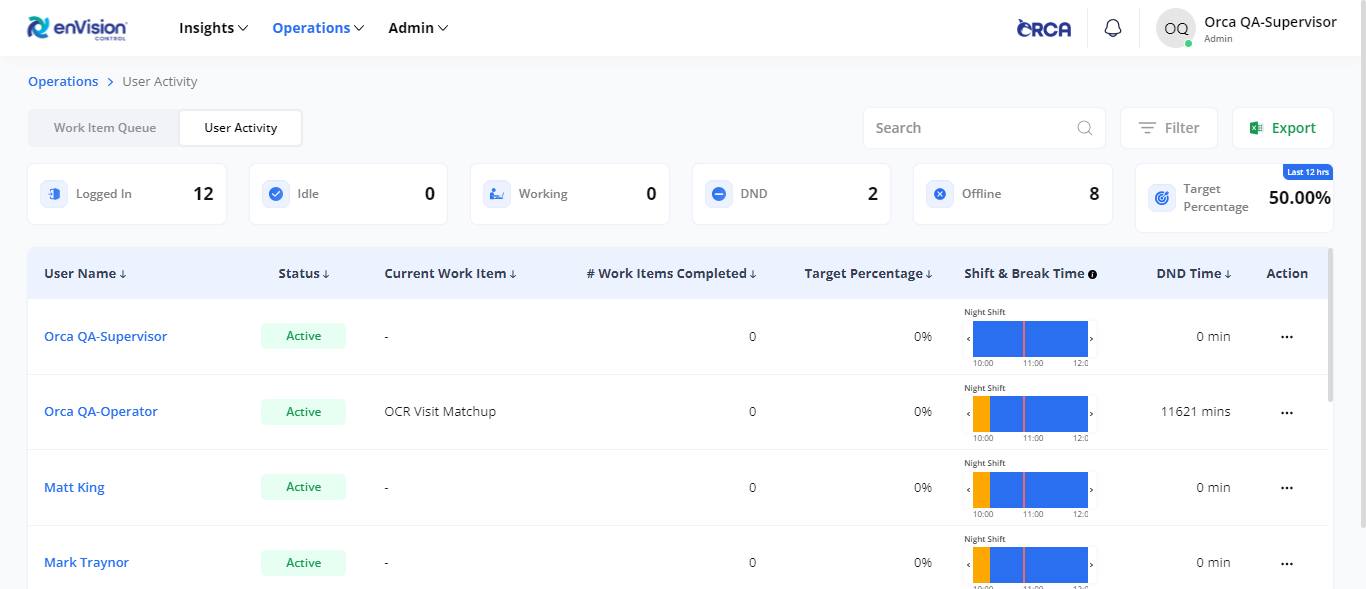 enVision
CONTROL
Insights
Operations
Admin
ORCA
OQ
Orca QA-Supervisor
Admin
Operations > User Activity
Work Item Queue
User Activity
Search
Filter
Export
Logged In 12
Idle 0
Working 0
DND 2
Offline 8
Last 12 hrs
Target
Percentage
50.00%
User Name ↓ Status ↓ Current Work Item ↓ # Work Items Completed ↓ Target Percentage ↓ Shift & Break Time DND Time ↓ Action
Night Shift
Orca QA-Supervisor Active - 0 0% ‹ › 0 min ...
10:00 11:00 12:0
Night Shift
Orca QA-Operator Active OCR Visit Matchup 0 0% ‹ › 11621 mins ...
10:00 11:00 12:0
Night Shift
Matt King Active - 0 0% ‹ › 0 min ...
10:00 11:00 12:0
Night Shift
Mark Traynor Active - 0 0% ‹ › 0 min ...